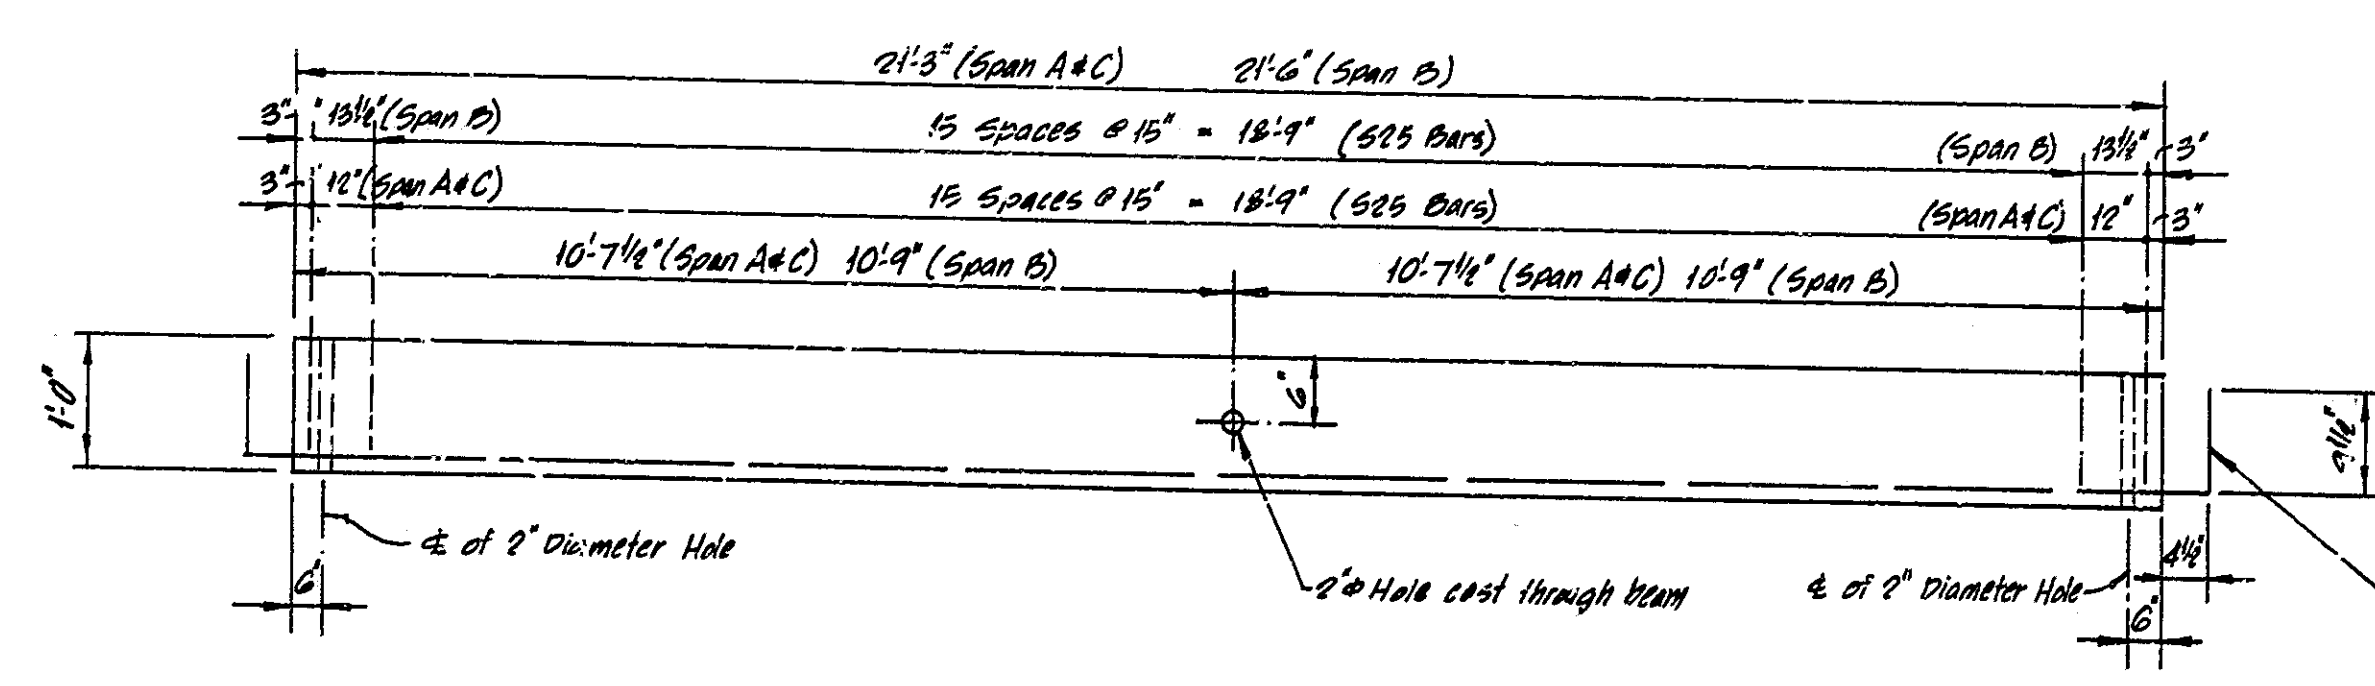 21'-3" (Span A & C) 21'-6" (Span B)
3" 13½" (Span B) 15 Spaces @ 15" = 18'-9" (S25 Bars) (Span B) 13½" 3"
3" 12" (Span A & C) 15 Spaces @ 15" = 18'-9" (S25 Bars) (Span A & C) 12" 3"
10'-7½" (Span A & C) 10'-9" (Span B) 10'-7½" (Span A & C) 10'-9" (Span B)
1'-0"
6"
9½"
℄ of 2" Diameter Hole
6"
2"Φ Hole cast through beam
℄ of 2" Diameter Hole
4½"
6"